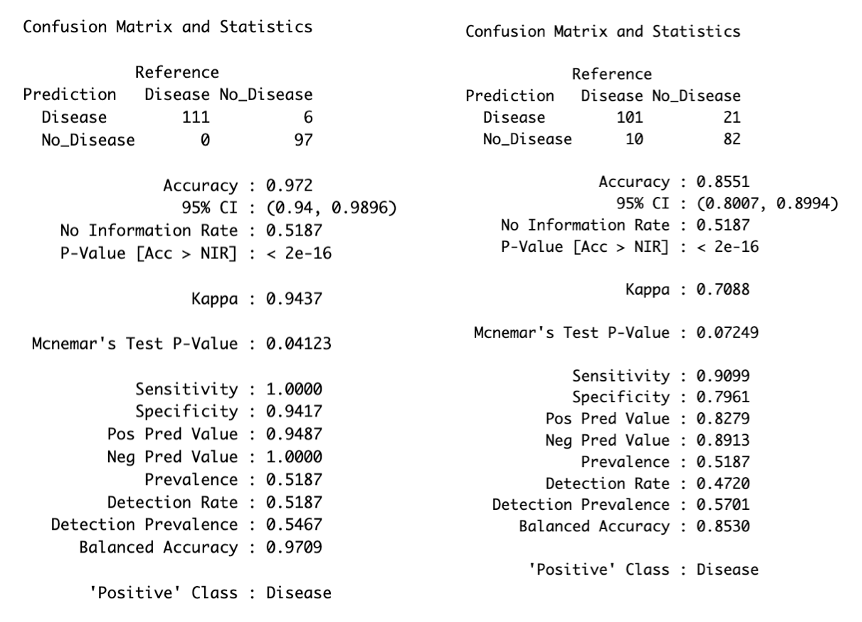 Confusion Matrix and Statistics
Reference
Prediction Disease No_Disease
Disease 111 6
No_Disease 0 97
Accuracy : 0.972
95% CI : (0.94, 0.9896)
No Information Rate : 0.5187
P-Value [Acc > NIR] : < 2e-16
Kappa : 0.9437
Mcnemar's Test P-Value : 0.04123
Sensitivity : 1.0000
Specificity : 0.9417
Pos Pred Value : 0.9487
Neg Pred Value : 1.0000
Prevalence : 0.5187
Detection Rate : 0.5187
Detection Prevalence : 0.5467
Balanced Accuracy : 0.9709
'Positive' Class : Disease
Confusion Matrix and Statistics
Reference
Prediction Disease No_Disease
Disease 101 21
No_Disease 10 82
Accuracy : 0.8551
95% CI : (0.8007, 0.8994)
No Information Rate : 0.5187
P-Value [Acc > NIR] : < 2e-16
Kappa : 0.7088
Mcnemar's Test P-Value : 0.07249
Sensitivity : 0.9099
Specificity : 0.7961
Pos Pred Value : 0.8279
Neg Pred Value : 0.8913
Prevalence : 0.5187
Detection Rate : 0.4720
Detection Prevalence : 0.5701
Balanced Accuracy : 0.8530
'Positive' Class : Disease